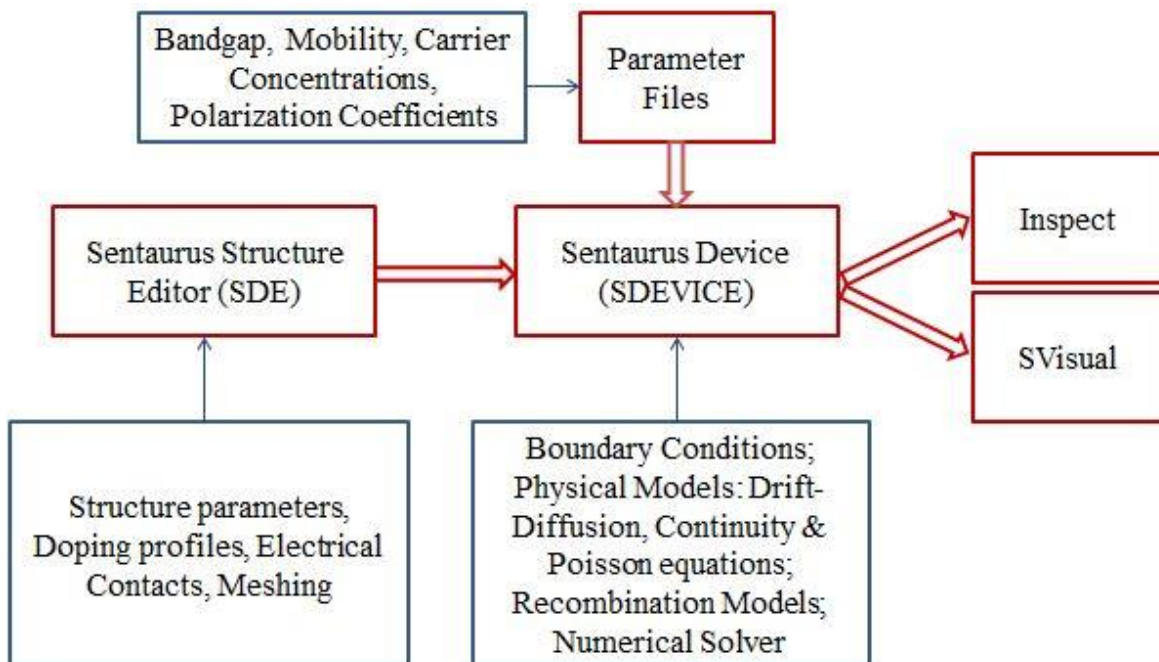 Bandgap, Mobility, Carrier
Concentrations,
Polarization Coefficients
Parameter
Files
Sentaurus Structure
Editor (SDE)
Sentaurus Device
(SDEVICE)
Inspect
SVisual
Structure parameters,
Doping profiles, Electrical
Contacts, Meshing
Boundary Conditions;
Physical Models: Drift-
Diffusion, Continuity &
Poisson equations;
Recombination Models;
Numerical Solver